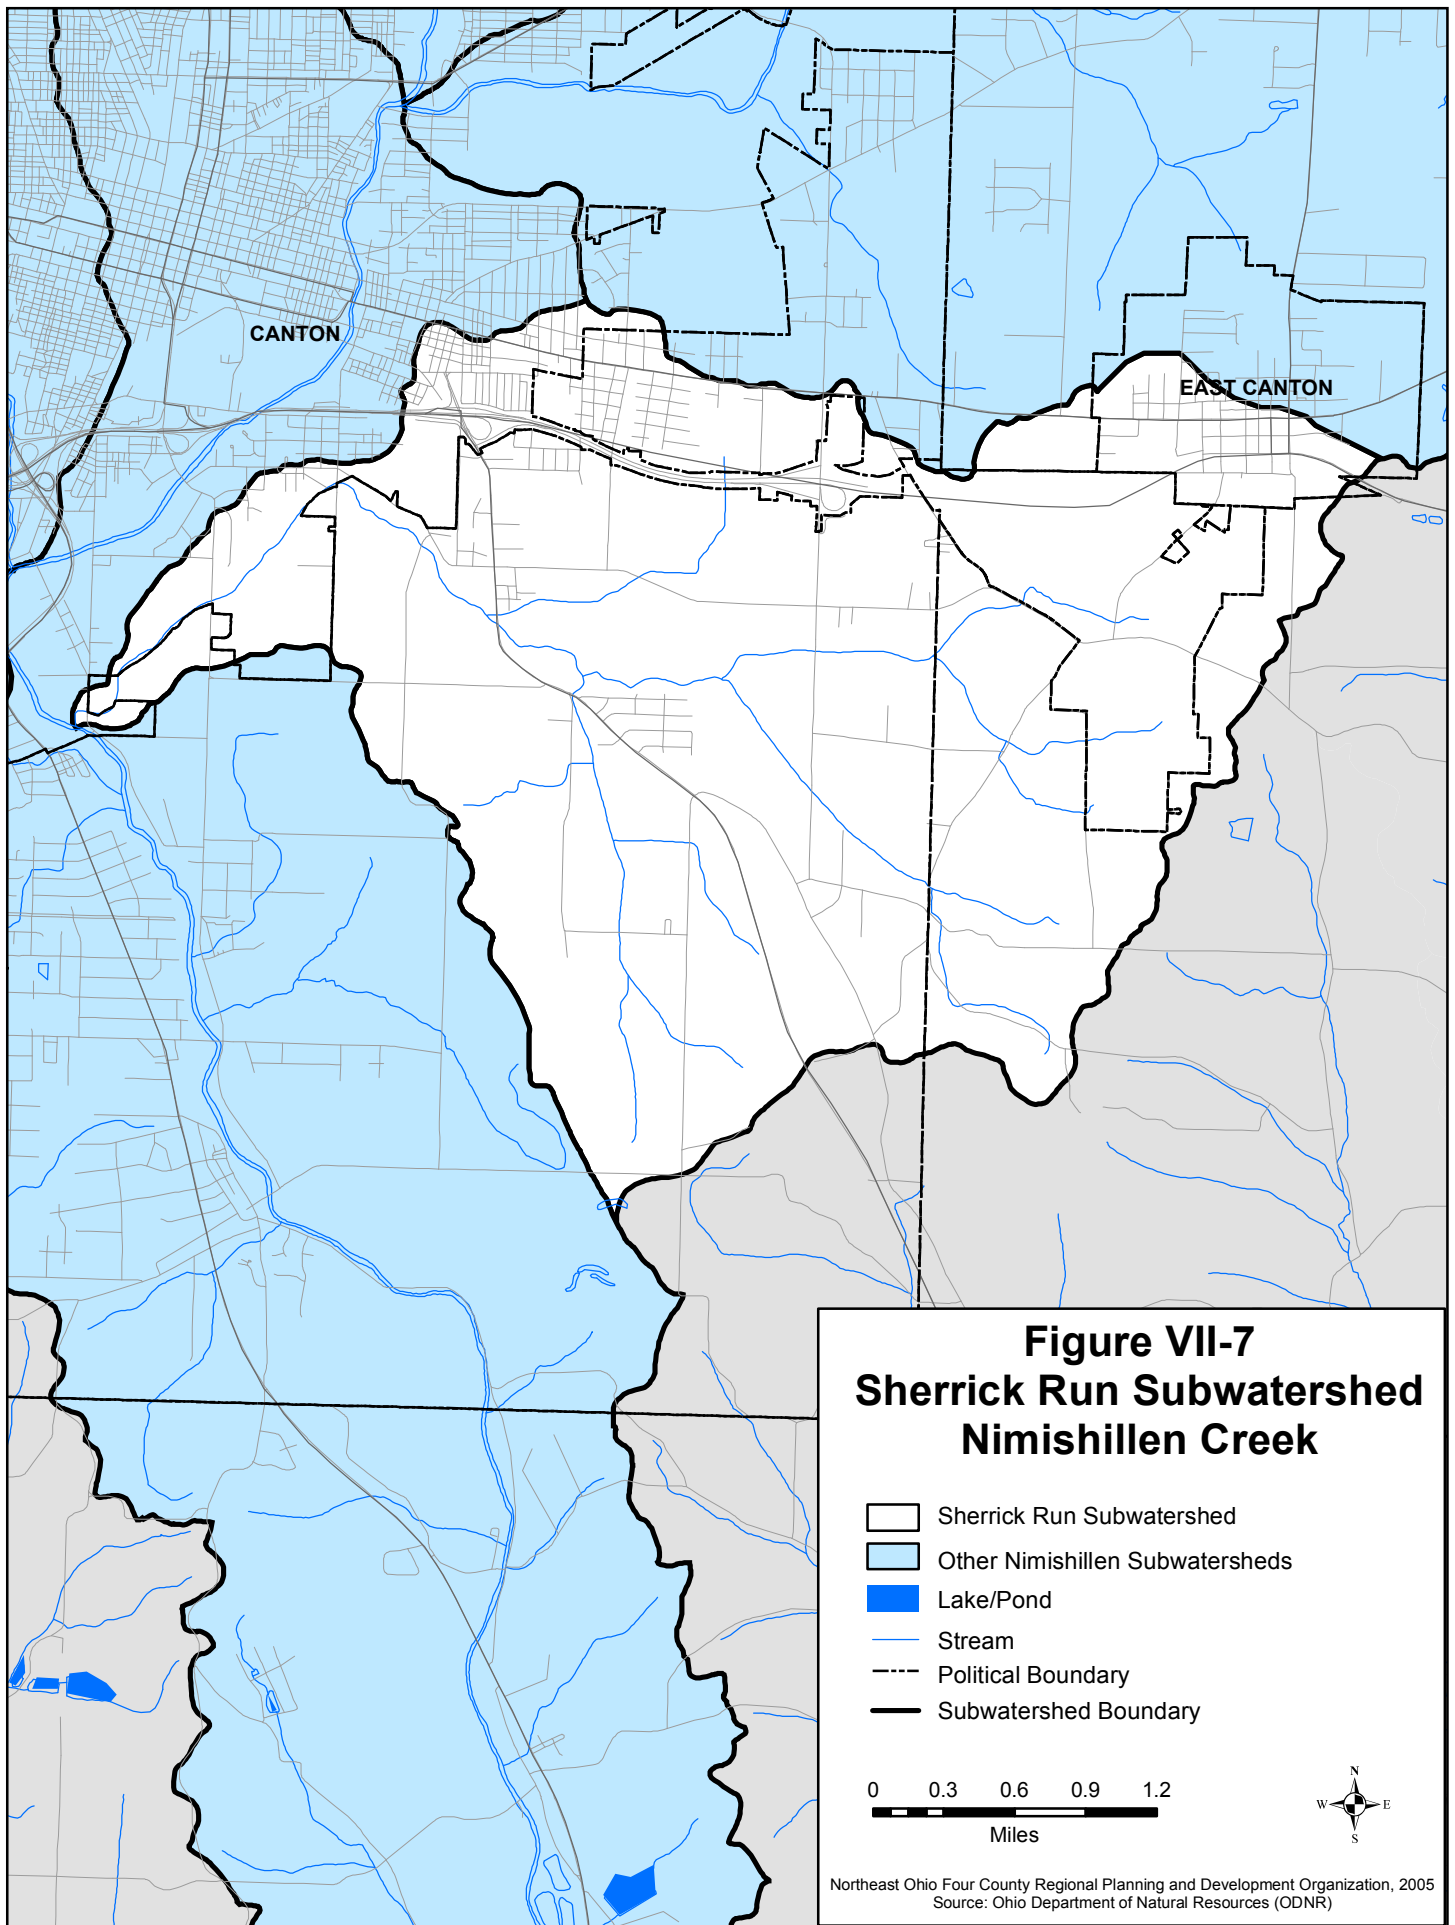 CANTON
EAST CANTON
Figure VII-7
Sherrick Run Subwatershed
Nimishillen Creek
Sherrick Run Subwatershed
Other Nimishillen Subwatersheds
Lake/Pond
Stream
Political Boundary
Subwatershed Boundary
0 0.3 0.6 0.9 1.2
Miles
N
W E
S
Northeast Ohio Four County Regional Planning and Development Organization, 2005
Source: Ohio Department of Natural Resources (ODNR)